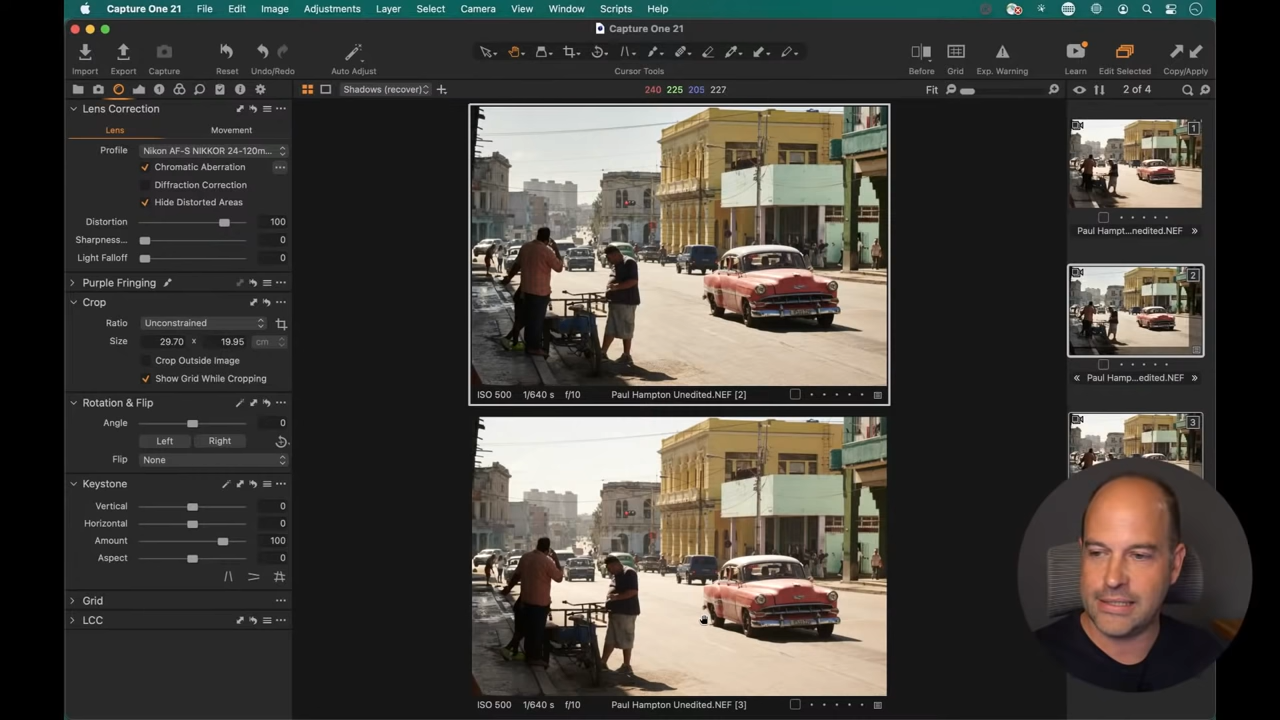 Capture One 21 File Edit Image Adjustments Layer Select Camera View Window Scripts Help
Capture One 21
Import Export Capture Reset Undo/Redo Auto Adjust Cursor Tools Before Grid Exp. Warning Learn Edit Selected Copy/Apply
Shadows (recover) 240 225 205 227 Fit 2 of 4
Lens Correction
Lens Movement
Profile Nikon AF-S NIKKOR 24-120m...
Chromatic Aberration
Diffraction Correction
Hide Distorted Areas
Distortion 100
Sharpness... 0
Light Falloff 0
Purple Fringing
Crop
Ratio Unconstrained
Size 29.70 x 19.95 cm
Crop Outside Image
Show Grid While Cropping
Rotation & Flip
Angle 0
Left Right
Flip None
Keystone
Vertical 0
Horizontal 0
Amount 100
Aspect 0
Grid
LCC
ISO 500 1/640 s f/10 Paul Hampton Unedited.NEF [2]
ISO 500 1/640 s f/10 Paul Hampton Unedited.NEF [3]
1
Paul Hampt...nedited.NEF
2
Paul Hamp...edited.NEF
3